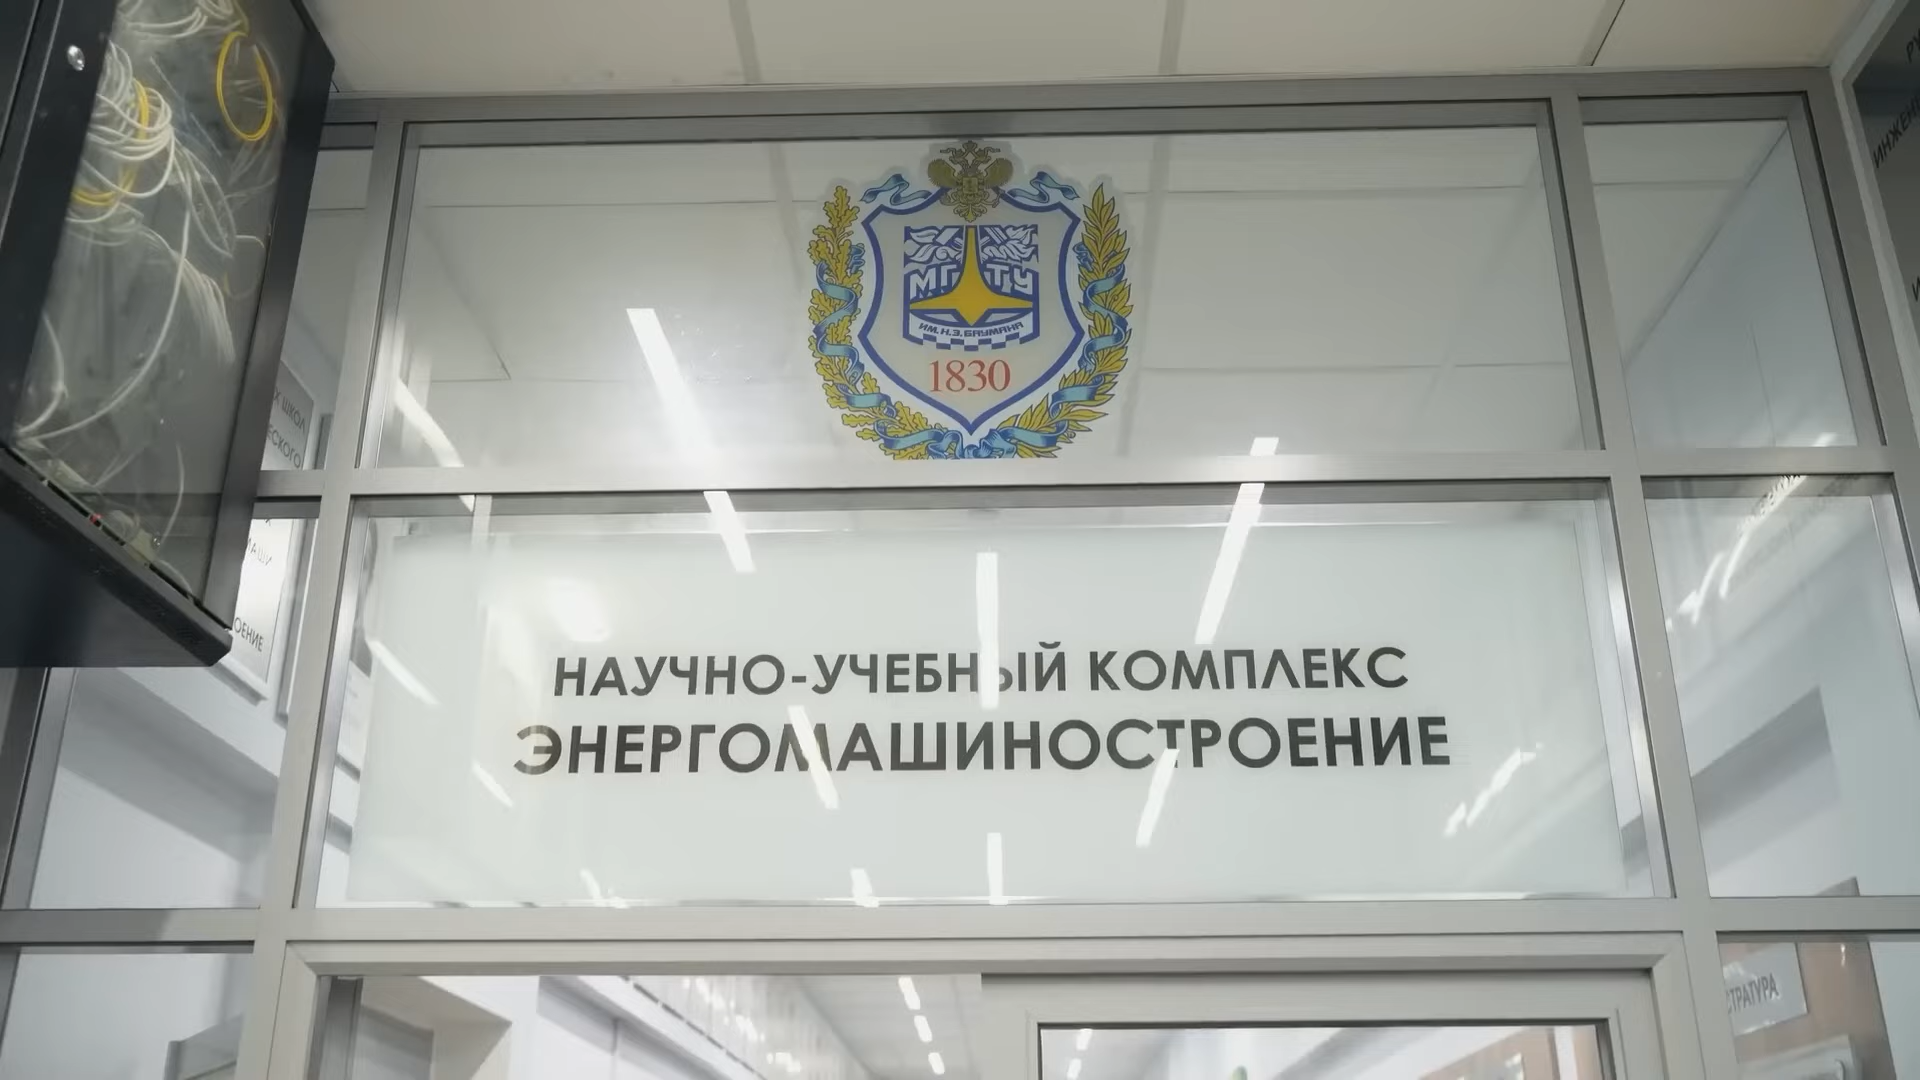 МГТУ
ИМ. Н.Э. БАУМАНА
1830
НАУЧНО-УЧЕБНЫЙ КОМПЛЕКС
ЭНЕРГОМАШИНОСТРОЕНИЕ